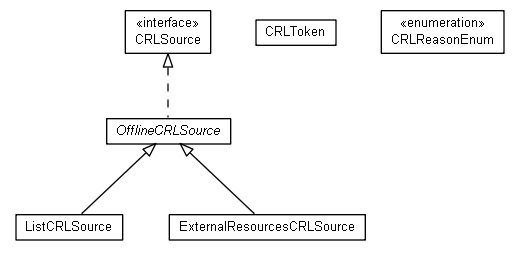 «interface»
CRLSource
CRLToken
«enumeration»
CRLReasonEnum
OfflineCRLSource
ListCRLSource
ExternalResourcesCRLSource